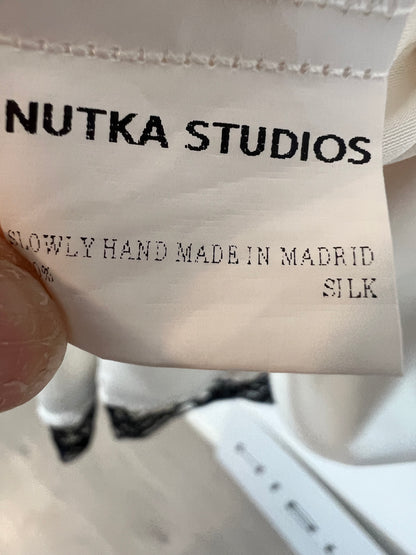 NUTKA STUDIOS
SLOWLY HAND MADE IN MADRID
SILK